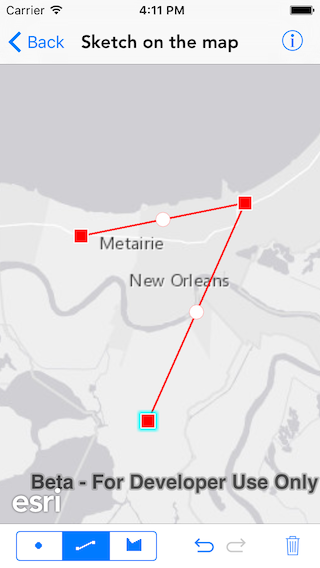 Carrier 4:11 PM
Back Sketch on the map
Metairie
New Orleans
Beta - For Developer Use Only
esri